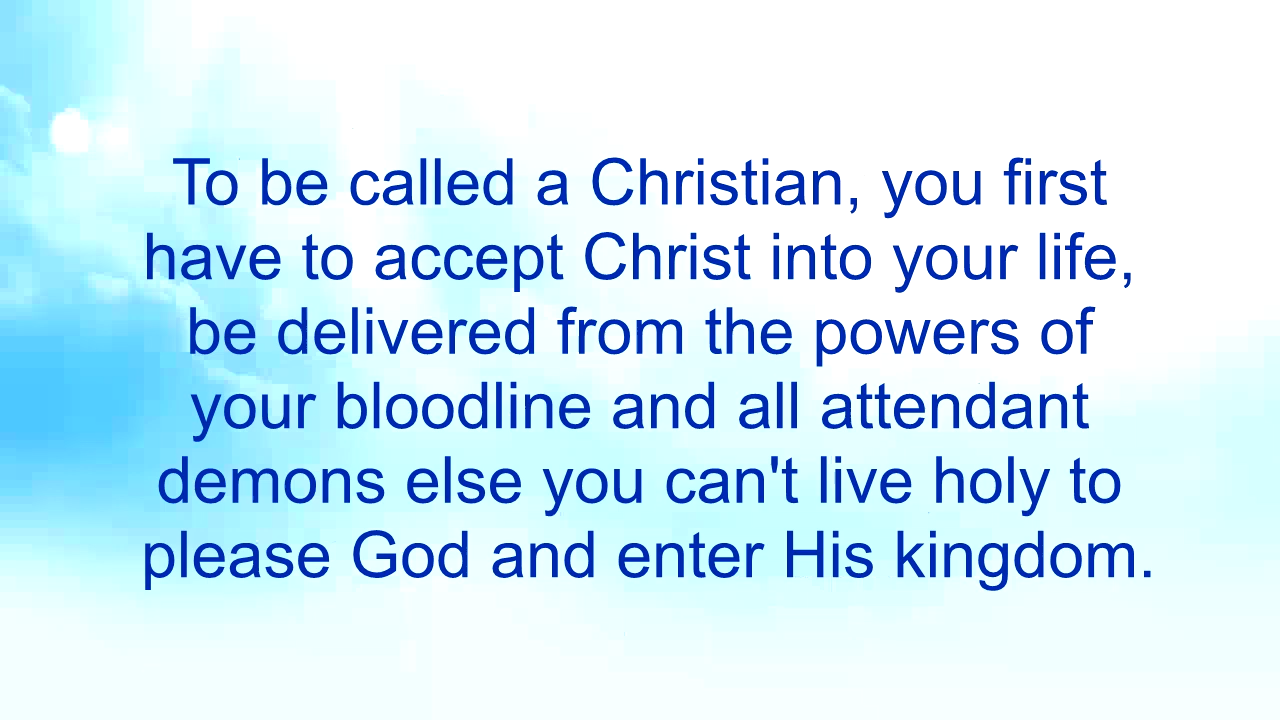 To be called a Christian, you first
have to accept Christ into your life,
be delivered from the powers of
your bloodline and all attendant
demons else you can't live holy to
please God and enter His kingdom.